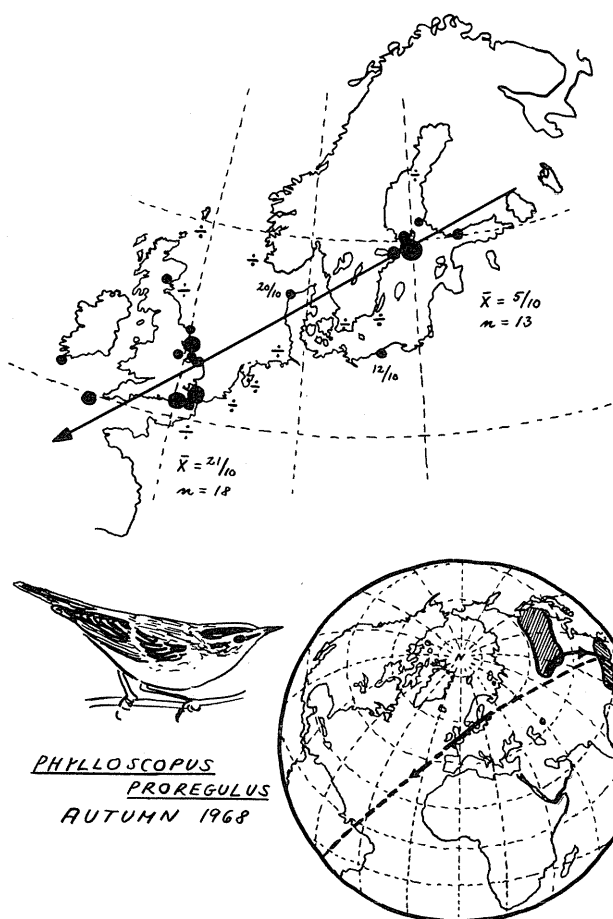 20/10
x̄ = 5/10
n = 13
12/10
x̄ = 21/10
n = 18
N
PHYLLOSCOPUS
PROREGULUS
AUTUMN 1968